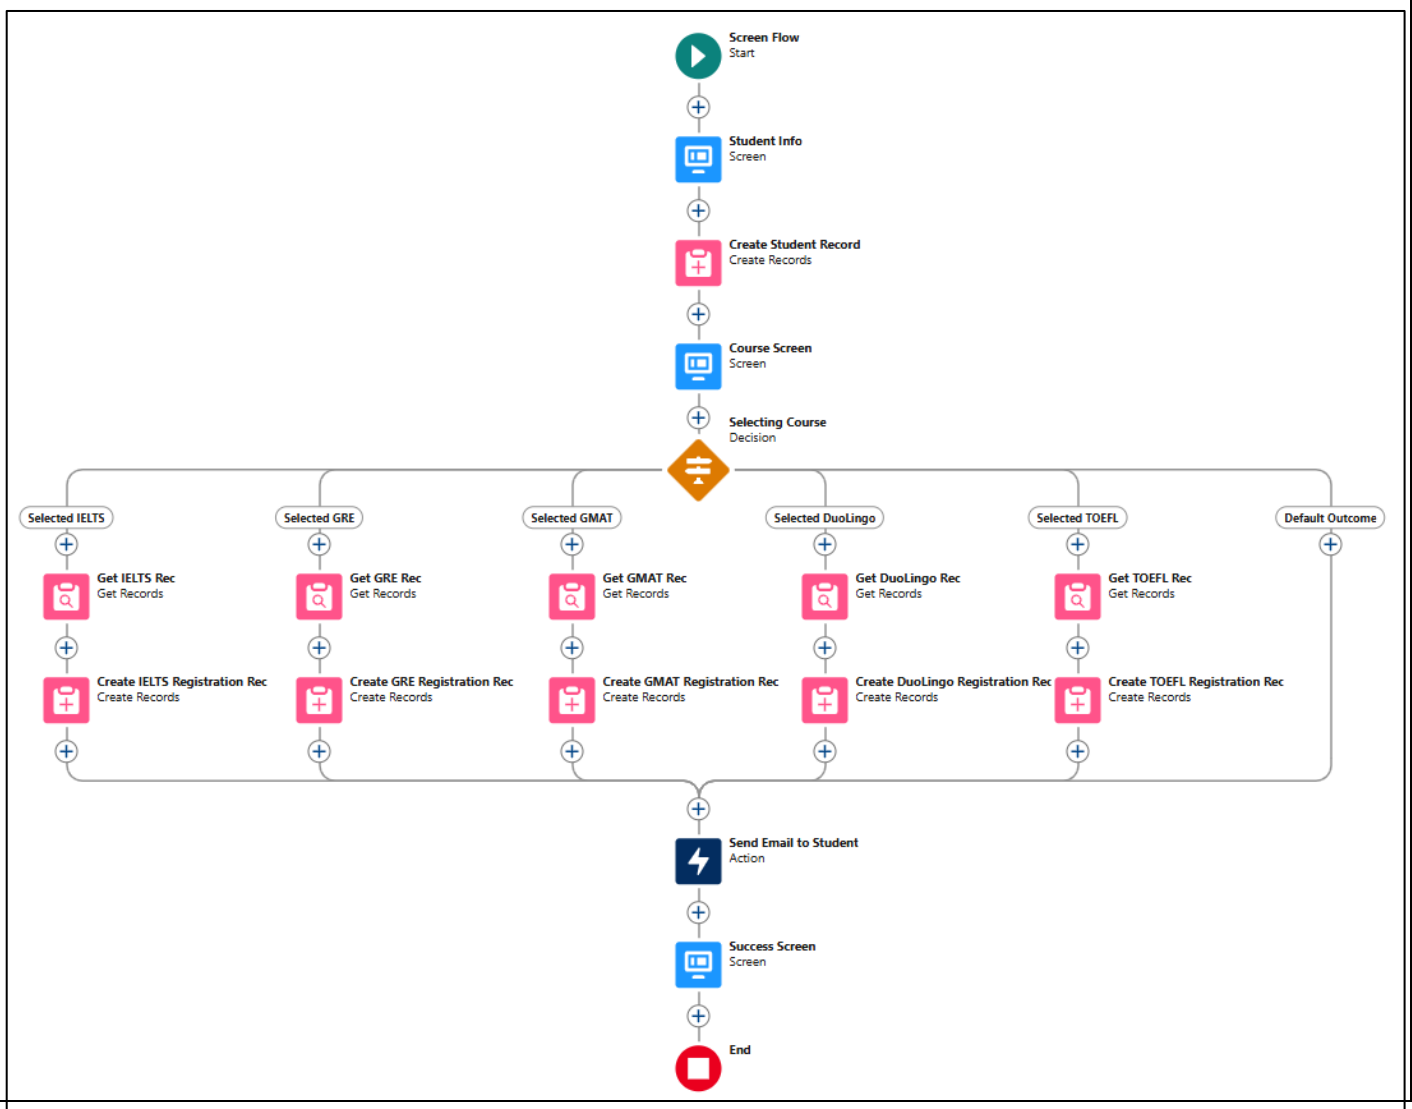 Screen Flow
Start
Student Info
Screen
Create Student Record
Create Records
Course Screen
Screen
Selecting Course
Decision
Selected IELTS
Selected GRE
Selected GMAT
Selected DuoLingo
Selected TOEFL
Default Outcome
Get IELTS Rec
Get Records
Get GRE Rec
Get Records
Get GMAT Rec
Get Records
Get DuoLingo Rec
Get Records
Get TOEFL Rec
Get Records
Create IELTS Registration Rec
Create Records
Create GRE Registration Rec
Create Records
Create GMAT Registration Rec
Create Records
Create DuoLingo Registration Rec
Create Records
Create TOEFL Registration Rec
Create Records
Send Email to Student
Action
Success Screen
Screen
End